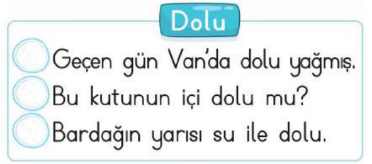 Dolu
Geçen gün Van'da dolu yağmış.
Bu kutunun içi dolu mu?
Bardağın yarısı su ile dolu.